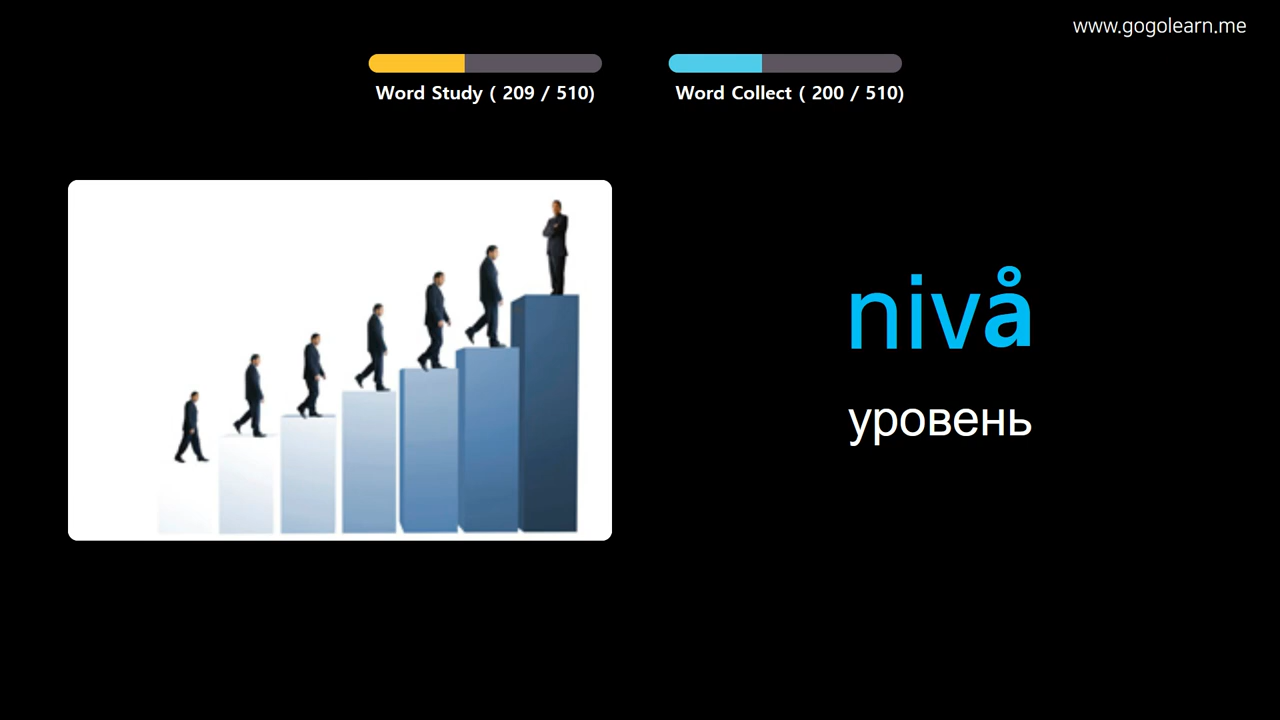 www.gogolearn.me
Word Study ( 209 / 510)
Word Collect ( 200 / 510)
nivå
уровень